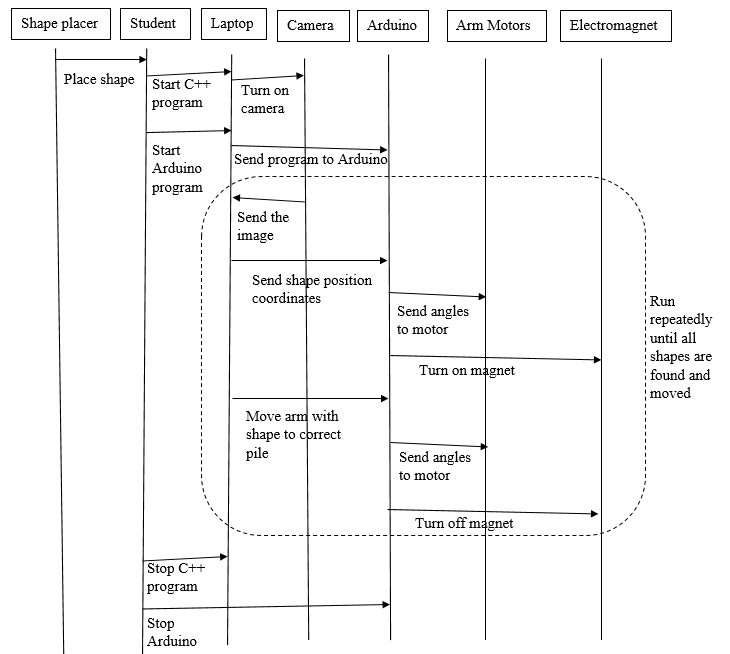 Shape placer
Student
Laptop
Camera
Arduino
Arm Motors
Electromagnet
Place shape
Start C++
program
Turn on
camera
Start
Arduino
program
Send program to Arduino
Send the
image
Send shape position
coordinates
Send angles
to motor
Run
repeatedly
until all
shapes are
found and
moved
Turn on magnet
Move arm with
shape to correct
pile
Send angles
to motor
Turn off magnet
Stop C++
program
Stop
Arduino